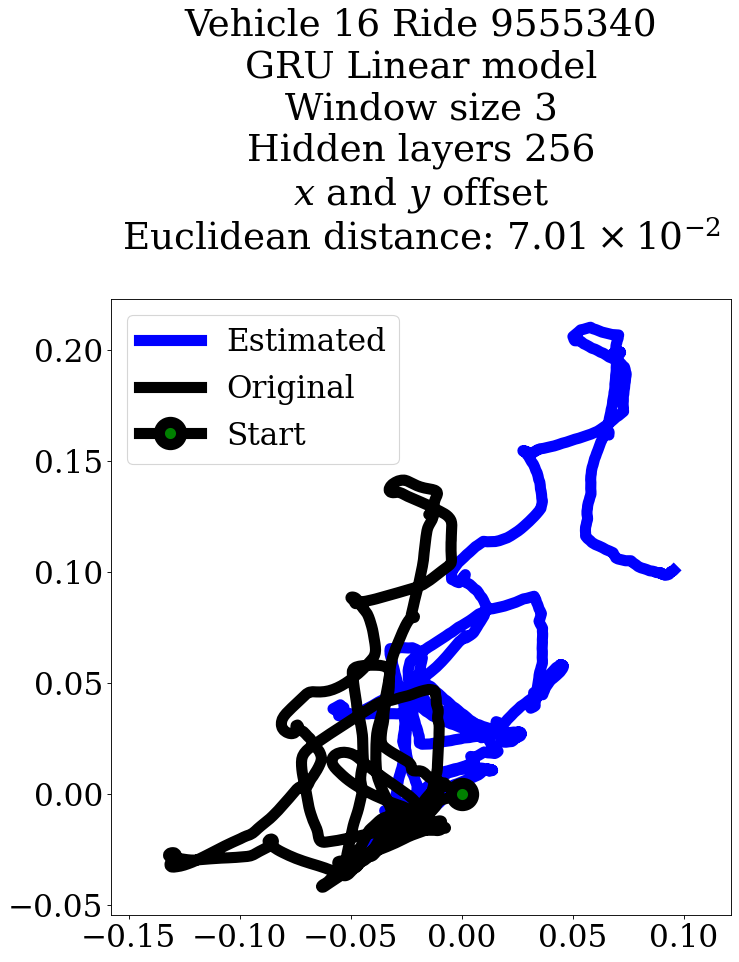 Vehicle 16 Ride 9555340
GRU Linear model
Window size 3
Hidden layers 256
x and y offset
Euclidean distance: 7.01 × 10⁻²
Estimated
Original
Start
0.20
0.15
0.10
0.05
0.00
−0.05
−0.15 −0.10 −0.05 0.00 0.05 0.10